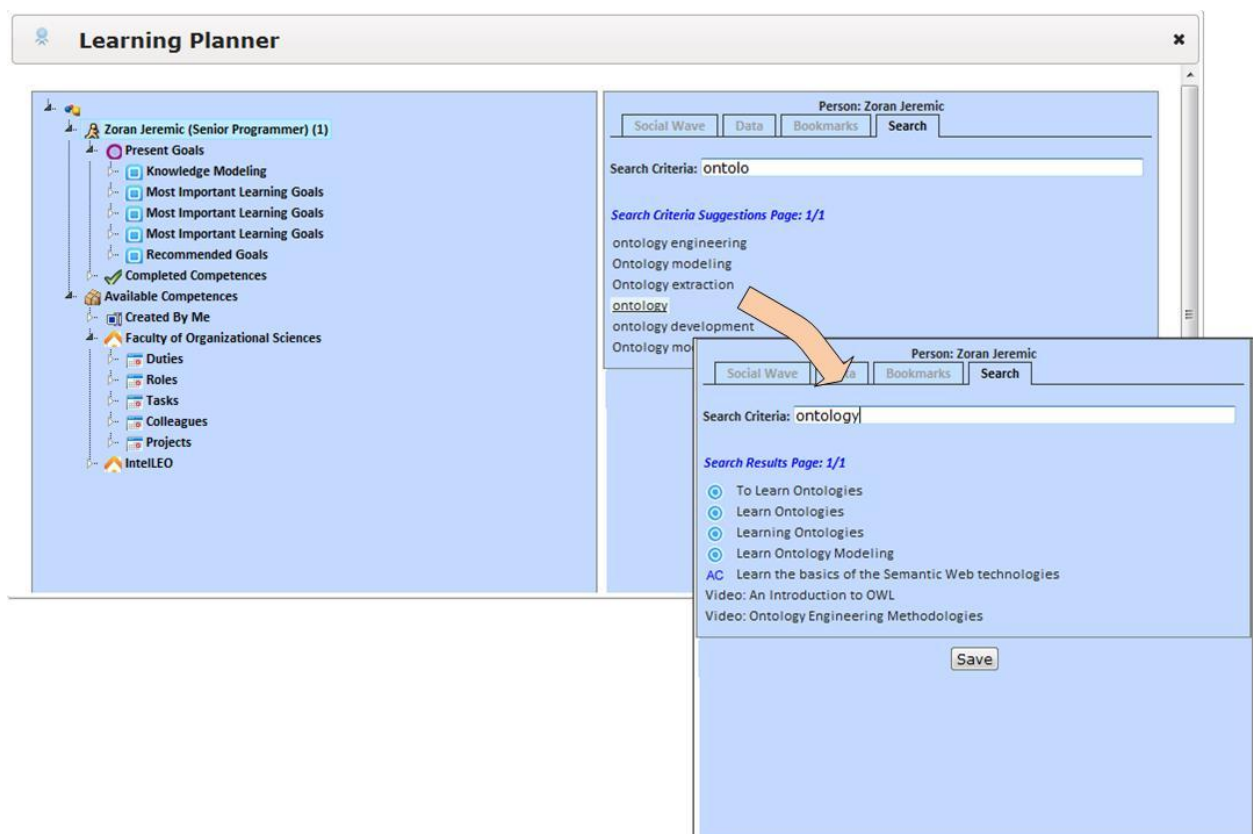 Learning Planner
Zoran Jeremic (Senior Programmer) (1)
Present Goals
Knowledge Modeling
Most Important Learning Goals
Most Important Learning Goals
Most Important Learning Goals
Recommended Goals
Completed Competences
Available Competences
Created By Me
Faculty of Organizational Sciences
Duties
Roles
Tasks
Colleagues
Projects
IntelLEO
Person: Zoran Jeremic
Social Wave Data Bookmarks Search
Search Criteria: ontolo
Search Criteria Suggestions Page: 1/1
ontology engineering
Ontology modeling
Ontology extraction
ontology
ontology development
Ontology mo
Person: Zoran Jeremic
Social Wave Bookmarks Search
Search Criteria: ontology
Search Results Page: 1/1
To Learn Ontologies
Learn Ontologies
Learning Ontologies
Learn Ontology Modeling
AC Learn the basics of the Semantic Web technologies
Video: An Introduction to OWL
Video: Ontology Engineering Methodologies
Save